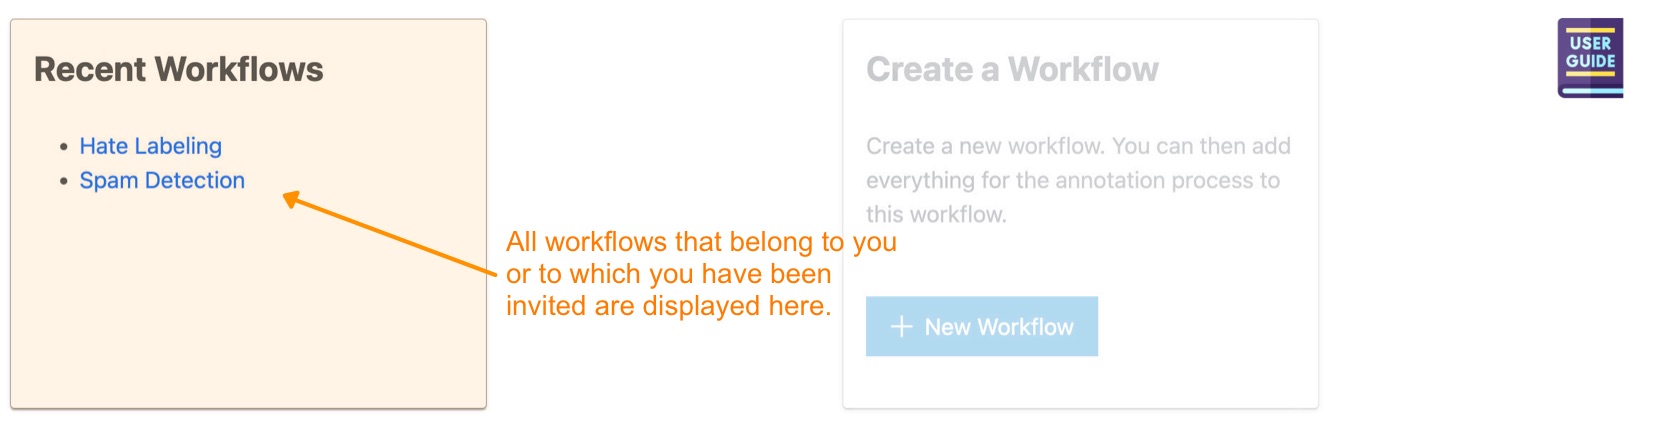 Recent Workflows
• Hate Labeling
• Spam Detection
All workflows that belong to you
or to which you have been
invited are displayed here.
Create a Workflow
Create a new workflow. You can then add
everything for the annotation process to
this workflow.
+ New Workflow
USER
GUIDE